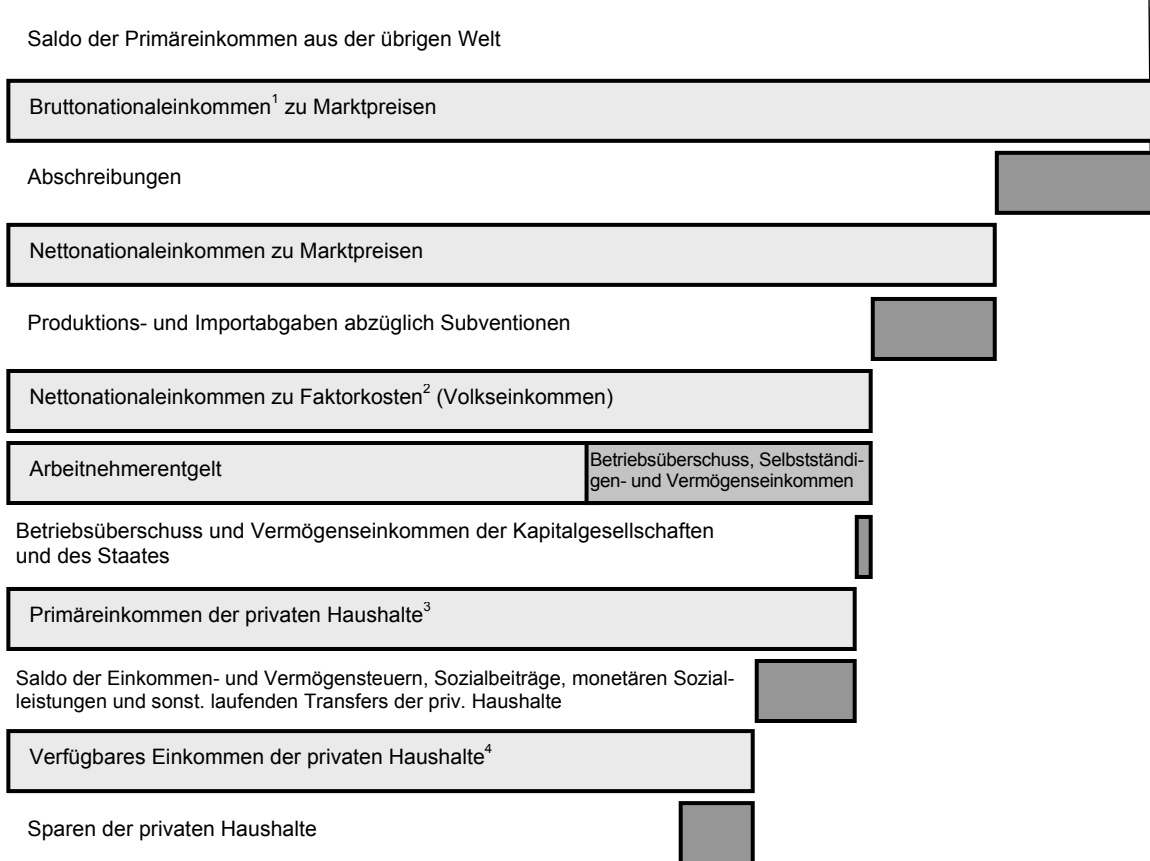 Saldo der Primäreinkommen aus der übrigen Welt
Bruttonationaleinkommen¹ zu Marktpreisen
Abschreibungen
Nettonationaleinkommen zu Marktpreisen
Produktions- und Importabgaben abzüglich Subventionen
Nettonationaleinkommen zu Faktorkosten² (Volkseinkommen)
Arbeitnehmerentgelt
Betriebsüberschuss, Selbstständi-
gen- und Vermögenseinkommen
Betriebsüberschuss und Vermögenseinkommen der Kapitalgesellschaften
und des Staates
Primäreinkommen der privaten Haushalte³
Saldo der Einkommen- und Vermögensteuern, Sozialbeiträge, monetären Sozial-
leistungen und sonst. laufenden Transfers der priv. Haushalte
Verfügbares Einkommen der privaten Haushalte⁴
Sparen der privaten Haushalte